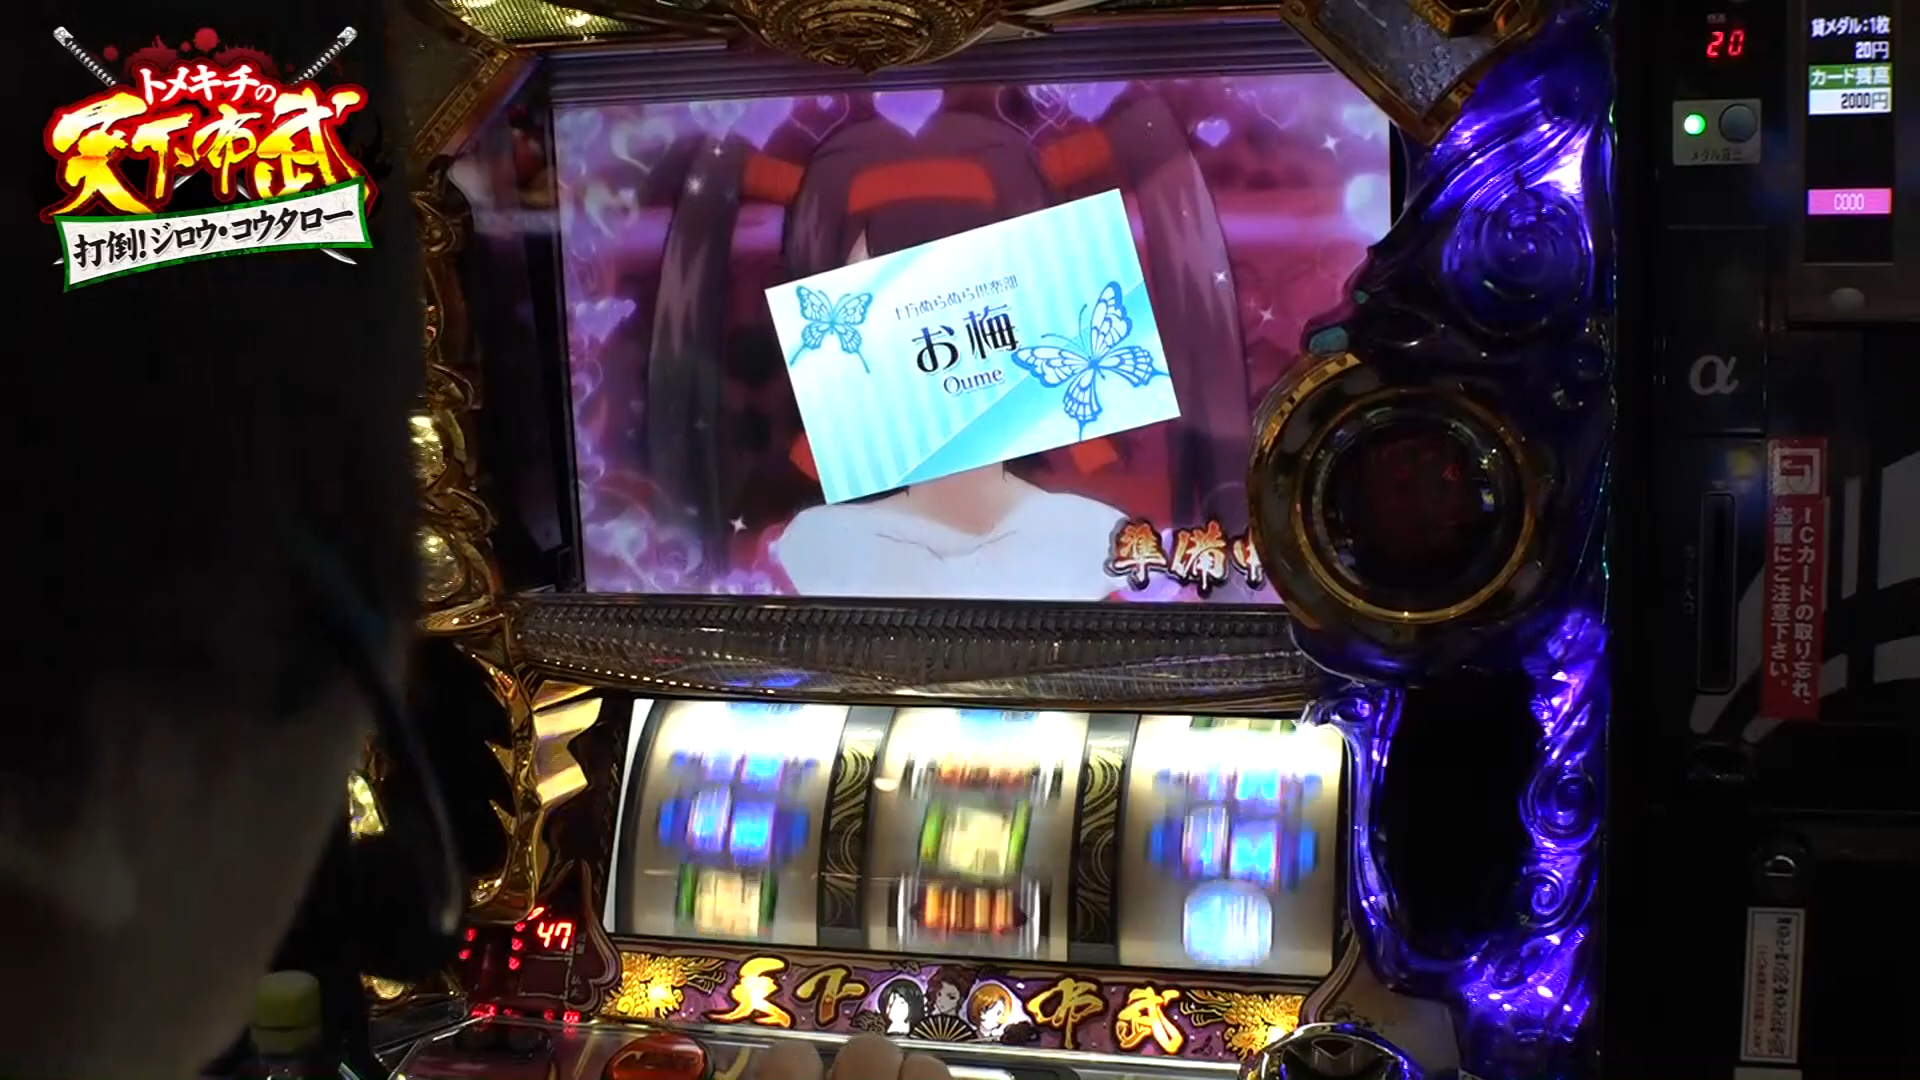 トメキチの
天下布武
打倒!ジロウ・コウタロー
20
貸メダル:1枚
20円
カード残高
2000円
C000
お梅
Oume
準備中
α
ICカードの取り忘れ、
盗難にご注意下さい。
47
天下布武